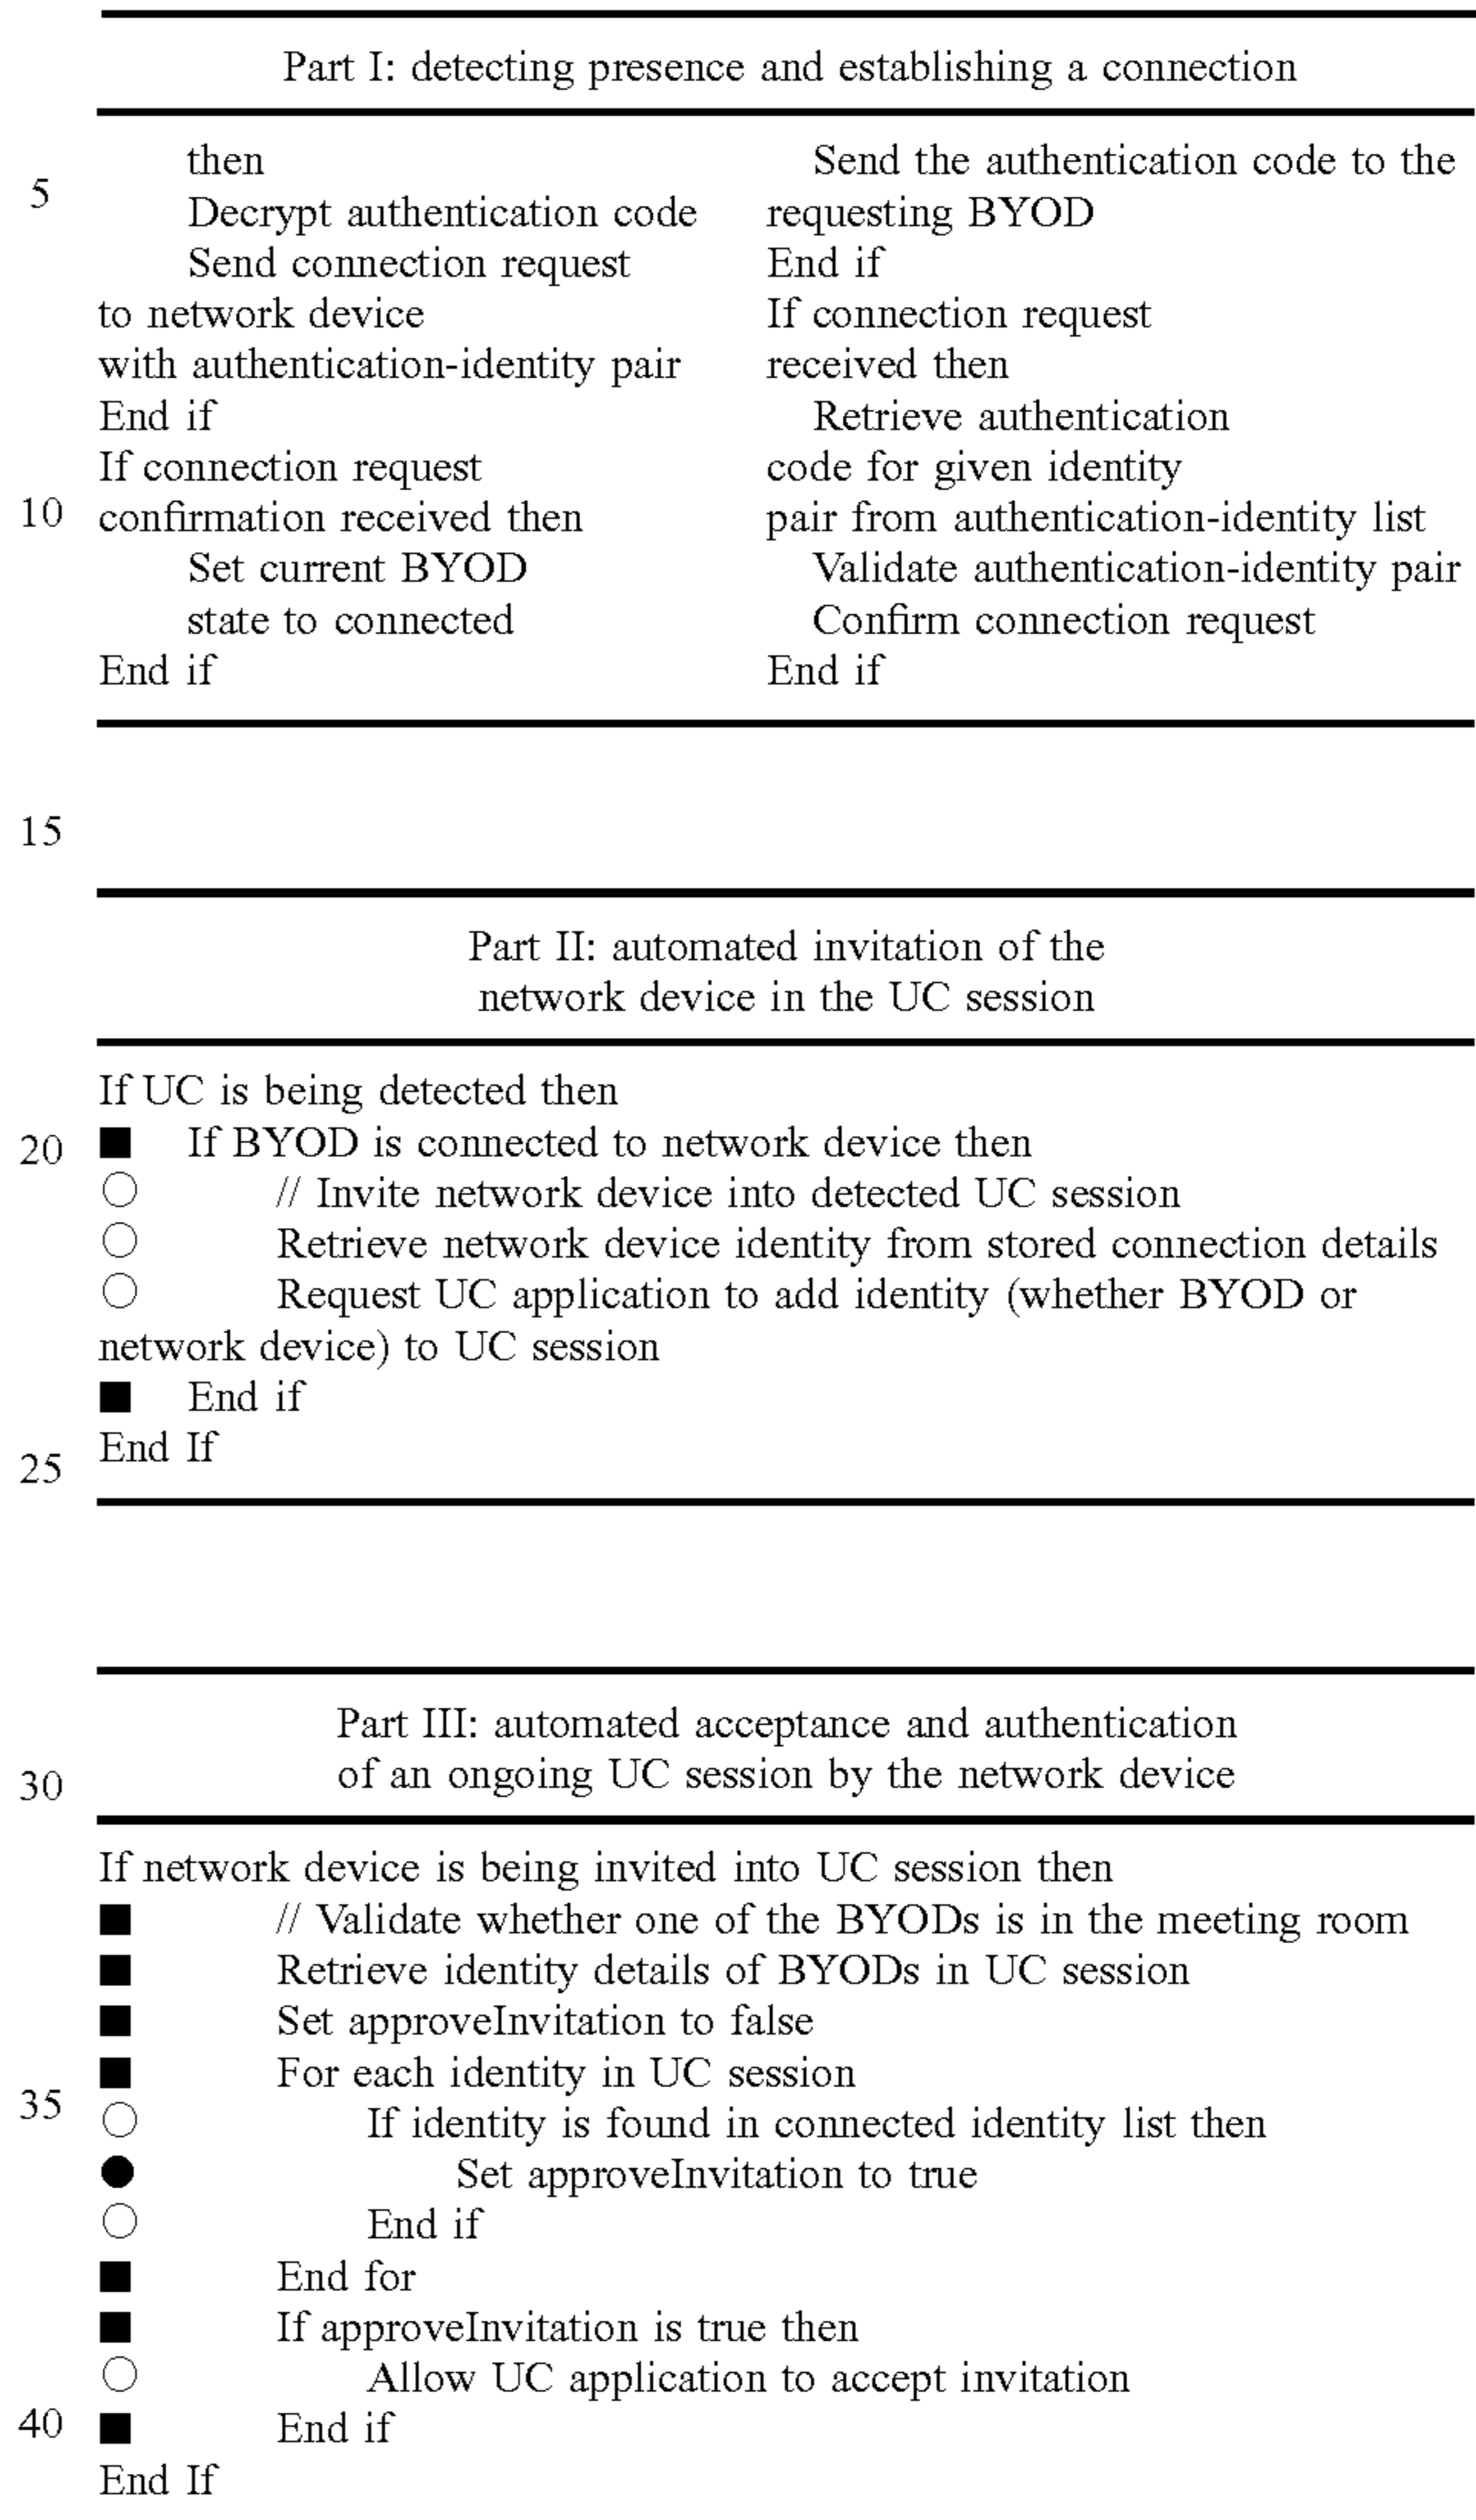 Part I: detecting presence and establishing a connection
then
5
Decrypt authentication code
Send connection request
to network device
with authentication-identity pair
End if
If connection request
10 confirmation received then
Set current BYOD
state to connected
End if
Send the authentication code to the
requesting BYOD
End if
If connection request
received then
Retrieve authentication
code for given identity
pair from authentication-identity list
Validate authentication-identity pair
Confirm connection request
End if
15
Part II: automated invitation of the
network device in the UC session
If UC is being detected then
20 ■ If BYOD is connected to network device then
○ // Invite network device into detected UC session
○ Retrieve network device identity from stored connection details
○ Request UC application to add identity (whether BYOD or
network device) to UC session
■ End if
25 End If
Part III: automated acceptance and authentication
30 of an ongoing UC session by the network device
If network device is being invited into UC session then
■ // Validate whether one of the BYODs is in the meeting room
■ Retrieve identity details of BYODs in UC session
■ Set approveInvitation to false
■ For each identity in UC session
35 ○ If identity is found in connected identity list then
● Set approveInvitation to true
○ End if
■ End for
■ If approveInvitation is true then
○ Allow UC application to accept invitation
40 ■ End if
End If